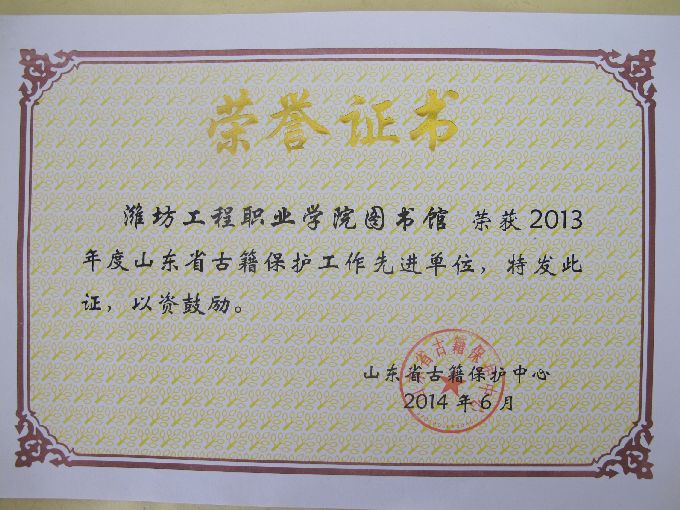 荣誉证书
潍坊工程职业学院图书馆 荣获2013
年度山东省古籍保护工作先进单位，特发此
证，以资鼓励。
山东省古籍保护中心
2014年6月